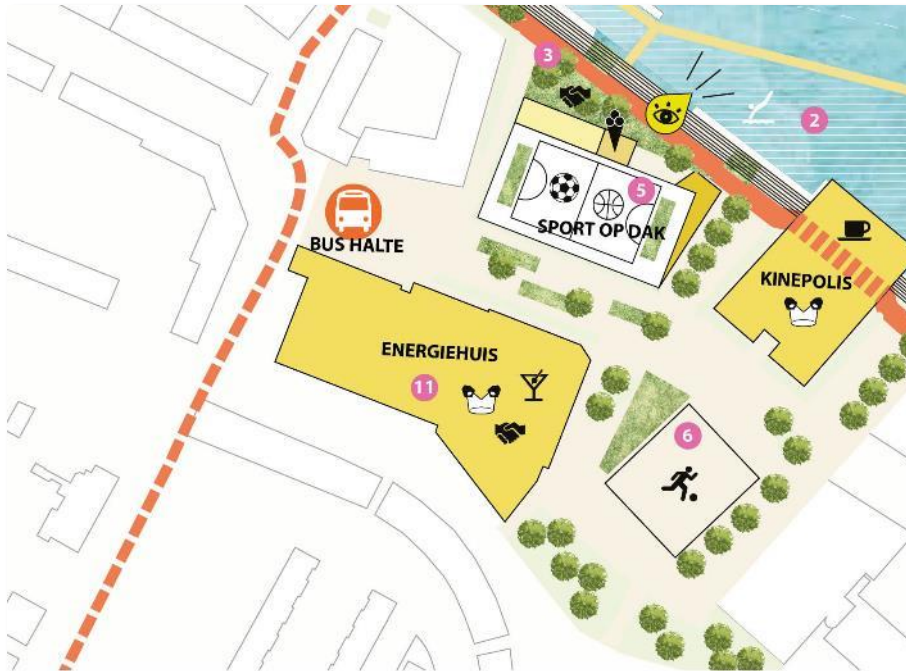 3
2
5
SPORT OP DAK
BUS HALTE
KINEPOLIS
ENERGIEHUIS
11
6